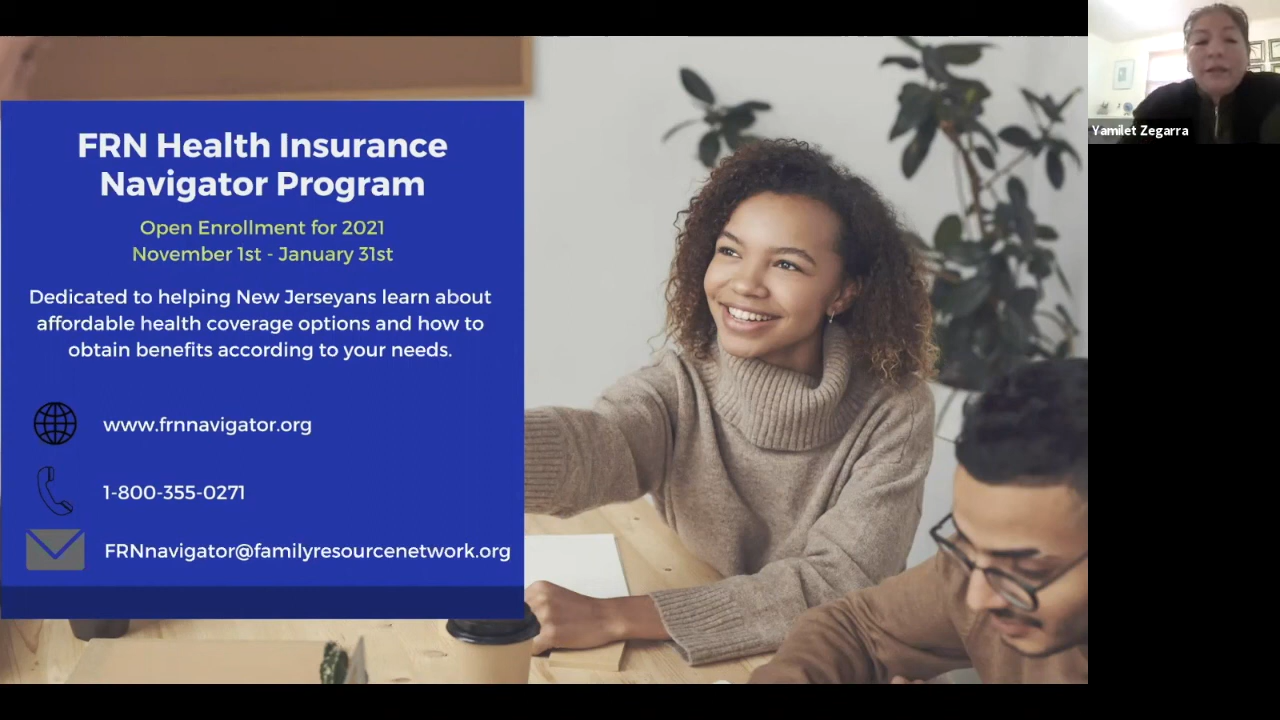 FRN Health Insurance
Navigator Program
Open Enrollment for 2021
November 1st - January 31st
Dedicated to helping New Jerseyans learn about
affordable health coverage options and how to
obtain benefits according to your needs.
www.frnnavigator.org
1-800-355-0271
FRNnavigator@familyresourcenetwork.org
Yamilet Zegarra